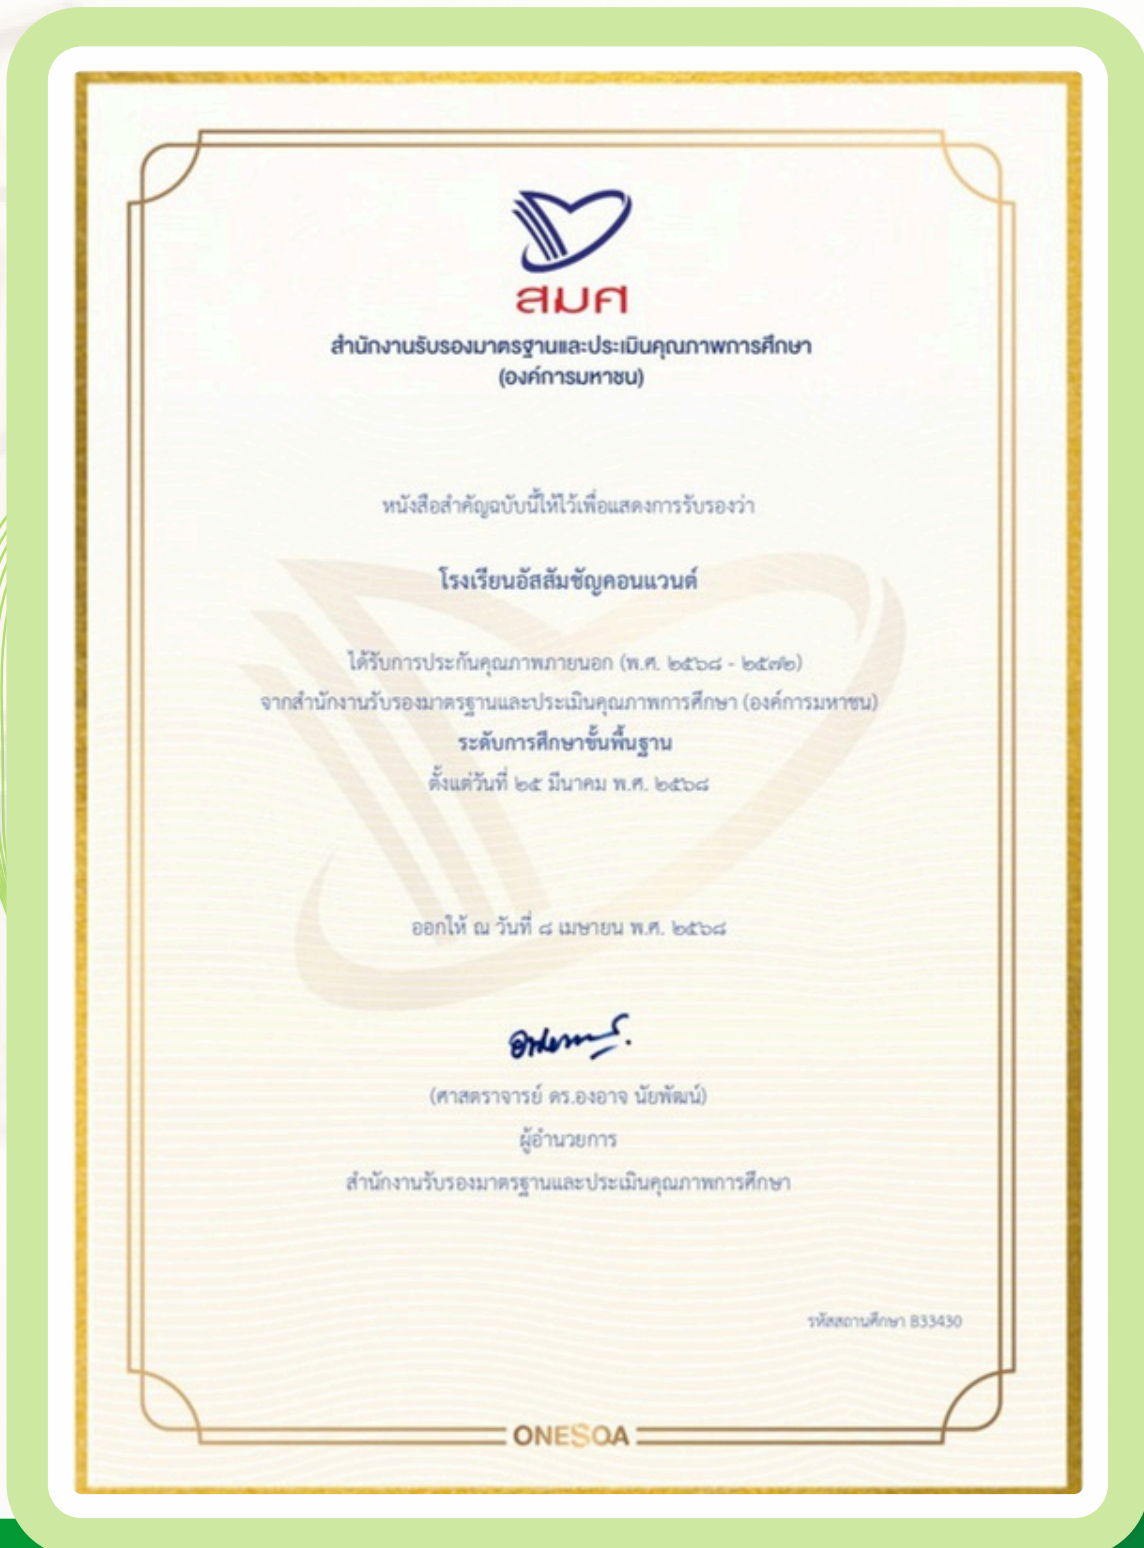 สมศ
สำนักงานรับรองมาตรฐานและประเมินคุณภาพการศึกษา
(องค์การมหาชน)
หนังสือสำคัญฉบับนี้ให้ไว้เพื่อแสดงการรับรองว่า
โรงเรียนอัสสัมชัญคอนแวนต์
ได้รับการประกันคุณภาพภายนอก (พ.ศ. ๒๕๖๘ - ๒๕๗๒)
จากสำนักงานรับรองมาตรฐานและประเมินคุณภาพการศึกษา (องค์การมหาชน)
ระดับการศึกษาขั้นพื้นฐาน
ตั้งแต่วันที่ ๒๕ มีนาคม พ.ศ. ๒๕๖๘
ออกให้ ณ วันที่ ๘ เมษายน พ.ศ. ๒๕๖๘
(ศาสตราจารย์ ดร.องอาจ นัยพัฒน์)
ผู้อำนวยการ
สำนักงานรับรองมาตรฐานและประเมินคุณภาพการศึกษา
รหัสสถานศึกษา B33430
ONESQA